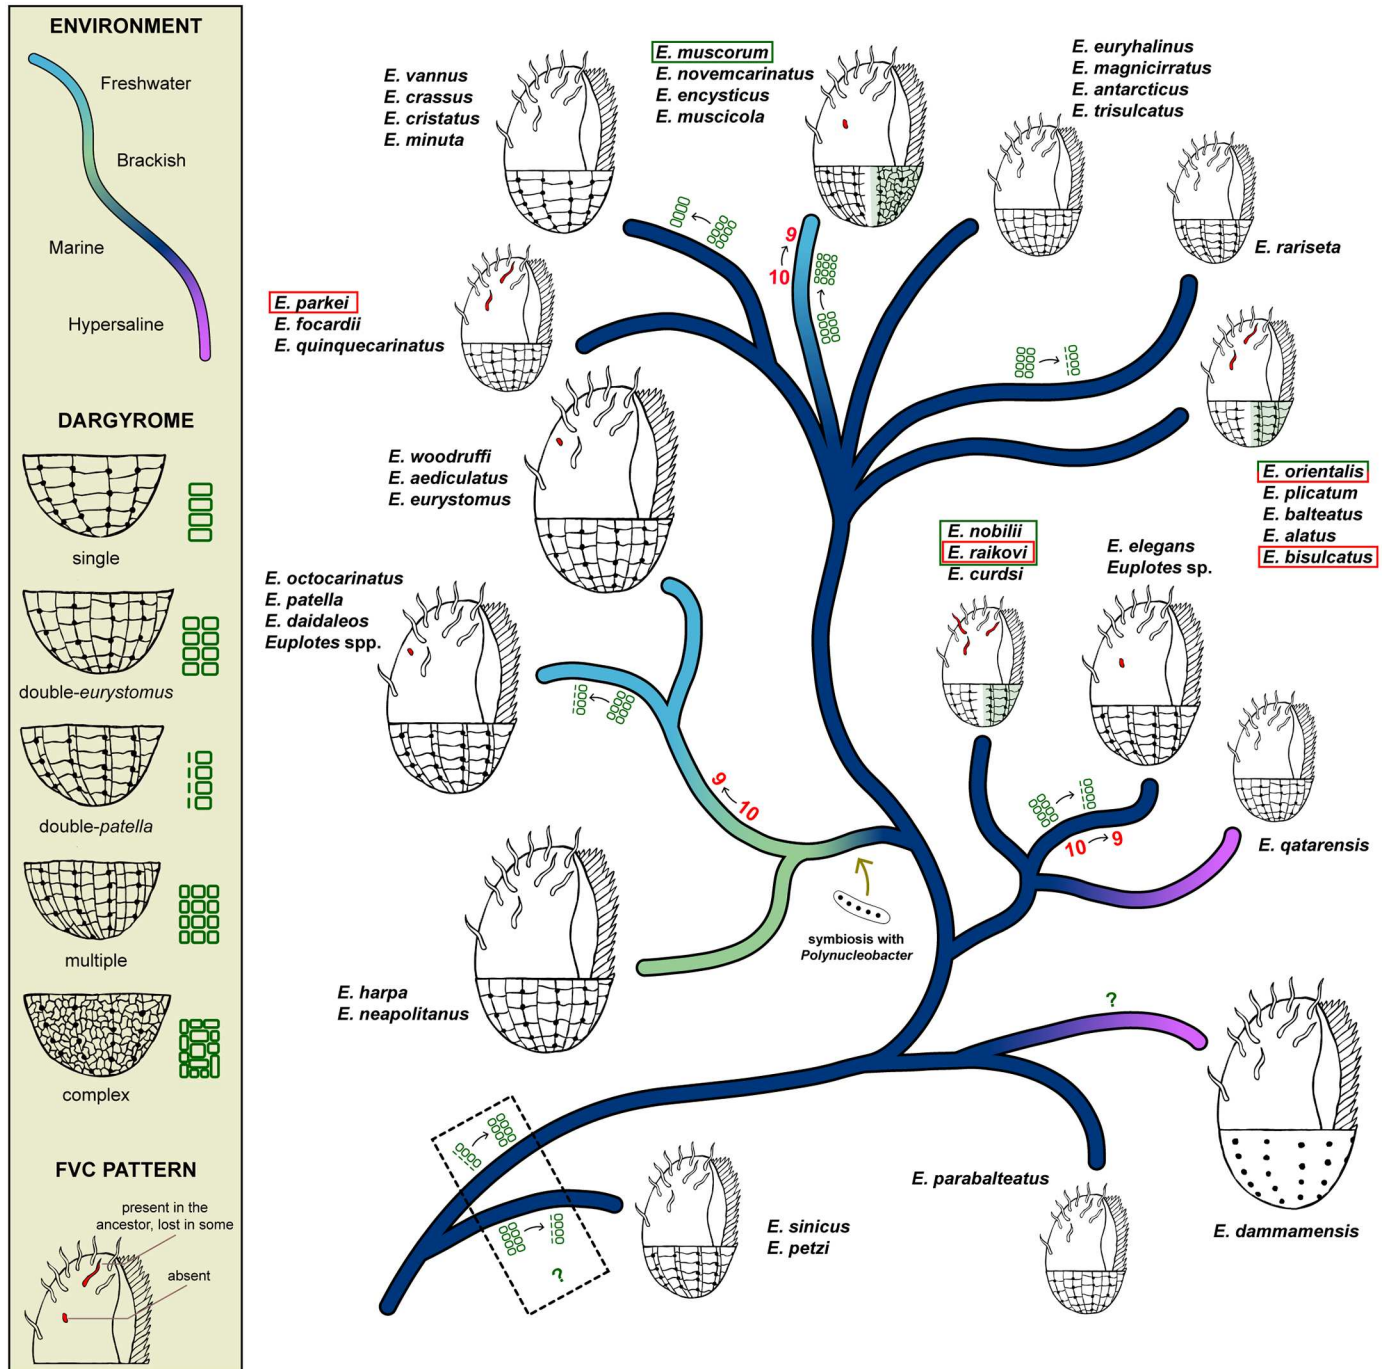 ENVIRONMENT
Freshwater
Brackish
Marine
Hypersaline
DARGYROME
single
double-eurystomus
double-patella
multiple
complex
FVC PATTERN
present in the
ancestor, lost in some
absent
E. vannus
E. crassus
E. cristatus
E. minuta
E. muscorum
E. novemcarinatus
E. encysticus
E. muscicola
E. euryhalinus
E. magnicirratus
E. antarcticus
E. trisulcatus
E. rariseta
E. parkei
E. focardii
E. quinquecarinatus
9
10
E. woodruffi
E. aediculatus
E. eurystomus
E. orientalis
E. plicatum
E. balteatus
E. alatus
E. bisulcatus
E. nobilii
E. raikovi
E. curdsi
E. elegans
Euplotes sp.
E. octocarinatus
E. patella
E. daidaleos
Euplotes spp.
9
10
10
9
E. qatarensis
symbiosis with
Polynucleobacter
E. harpa
E. neapolitanus
?
E. dammamensis
E. parabalteatus
E. sinicus
E. petzi
?